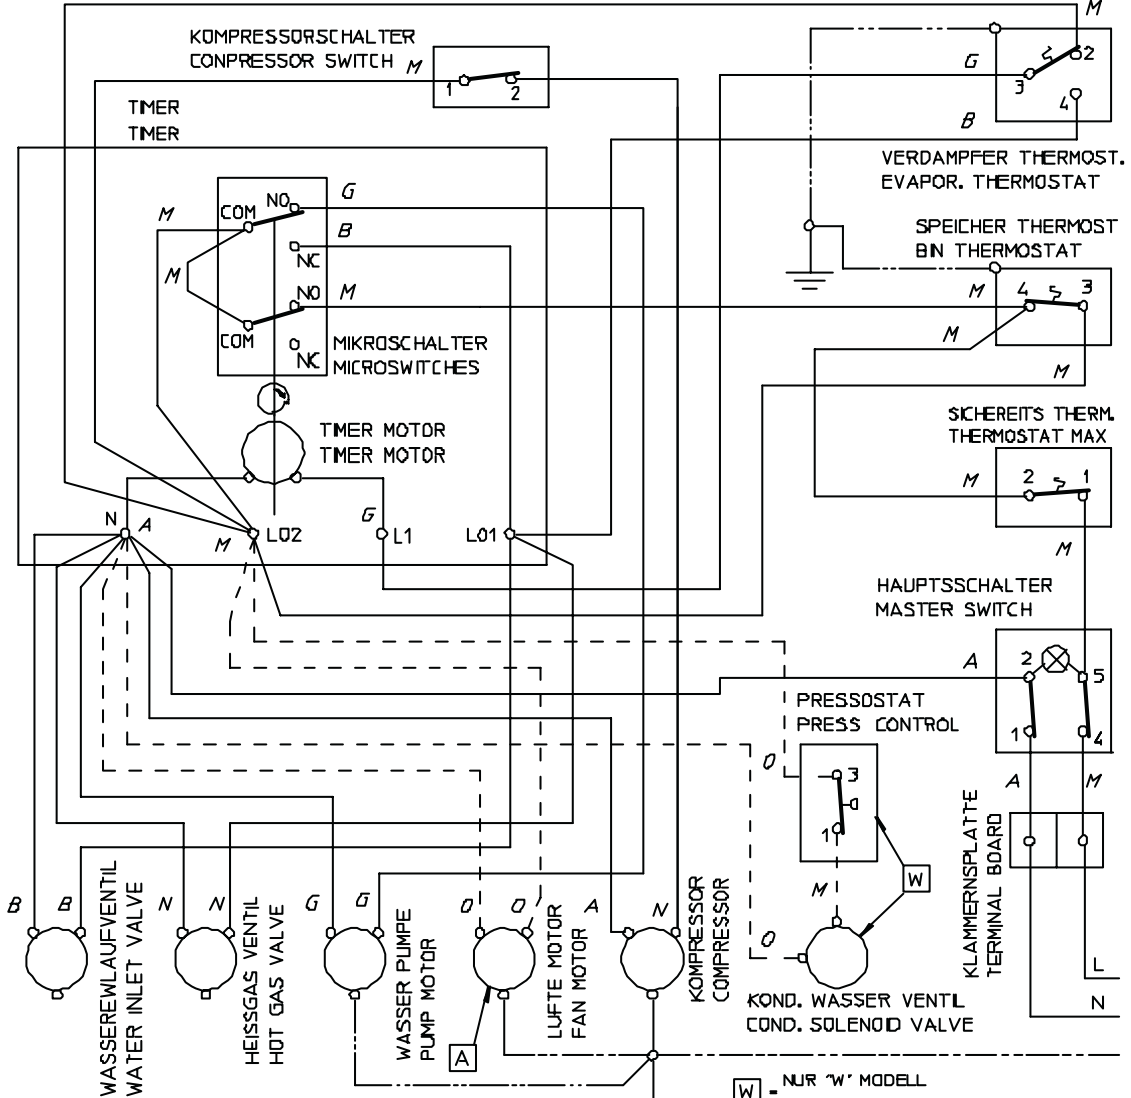 M
KOMPRESSORSCHALTER
CONPRESSOR SWITCH
M
1
2
G
2
3
4
B
TIMER
TIMER
VERDAMPFER THERMOST.
EVAPOR. THERMOSTAT
G
NO
COM
M
B
NC
M
NO
M
COM
NC
MIKROSCHALTER
MICROSWITCHES
SPEICHER THERMOST
BIN THERMOSTAT
M
4
3
M
M
TIMER MOTOR
TIMER MOTOR
SICHEREITS THERM.
THERMOSTAT MAX
M
2
1
M
N
A
M
LO2
G
L1
LO1
HAUPTSSCHALTER
MASTER SWITCH
A
2
5
1
4
A
M
PRESSOSTAT
PRESS CONTROL
O
3
1
M
W
KLAMMERNSPLATTE
TERMINAL BOARD
L
N
B
B
N
N
G
G
O
O
A
N
O
WASSEREWLAUFVENTIL
WATER INLET VALVE
HEISSGAS VENTIL
HOT GAS VALVE
WASSER PUMPE
PUMP MOTOR
A
LUFTE MOTOR
FAN MOTOR
KOMPRESSOR
COMPRESSOR
KOND. WASSER VENTIL
COND. SOLENOID VALVE
W - NUR "W" MODELL